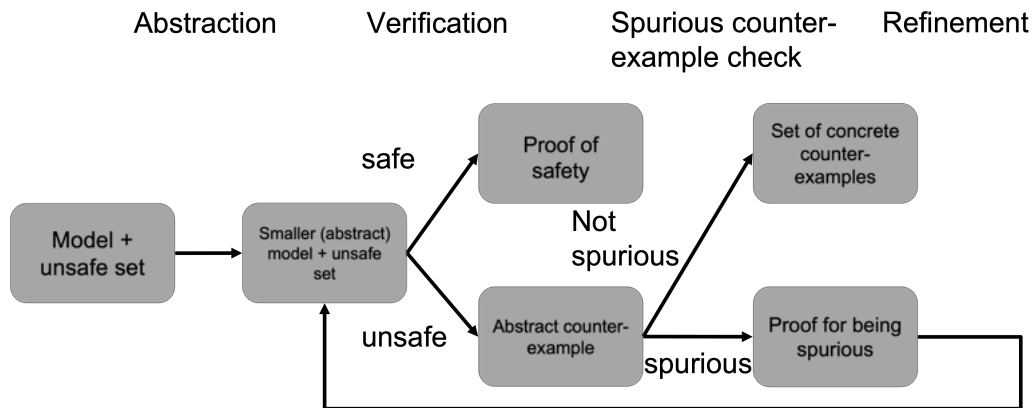 Abstraction
Verification
Spurious counter-
example check
Refinement
safe
Proof of
safety
Set of concrete
counter-
examples
Model +
unsafe set
Smaller (abstract)
model + unsafe
set
Not
spurious
unsafe
Abstract counter-
example
spurious
Proof for being
spurious